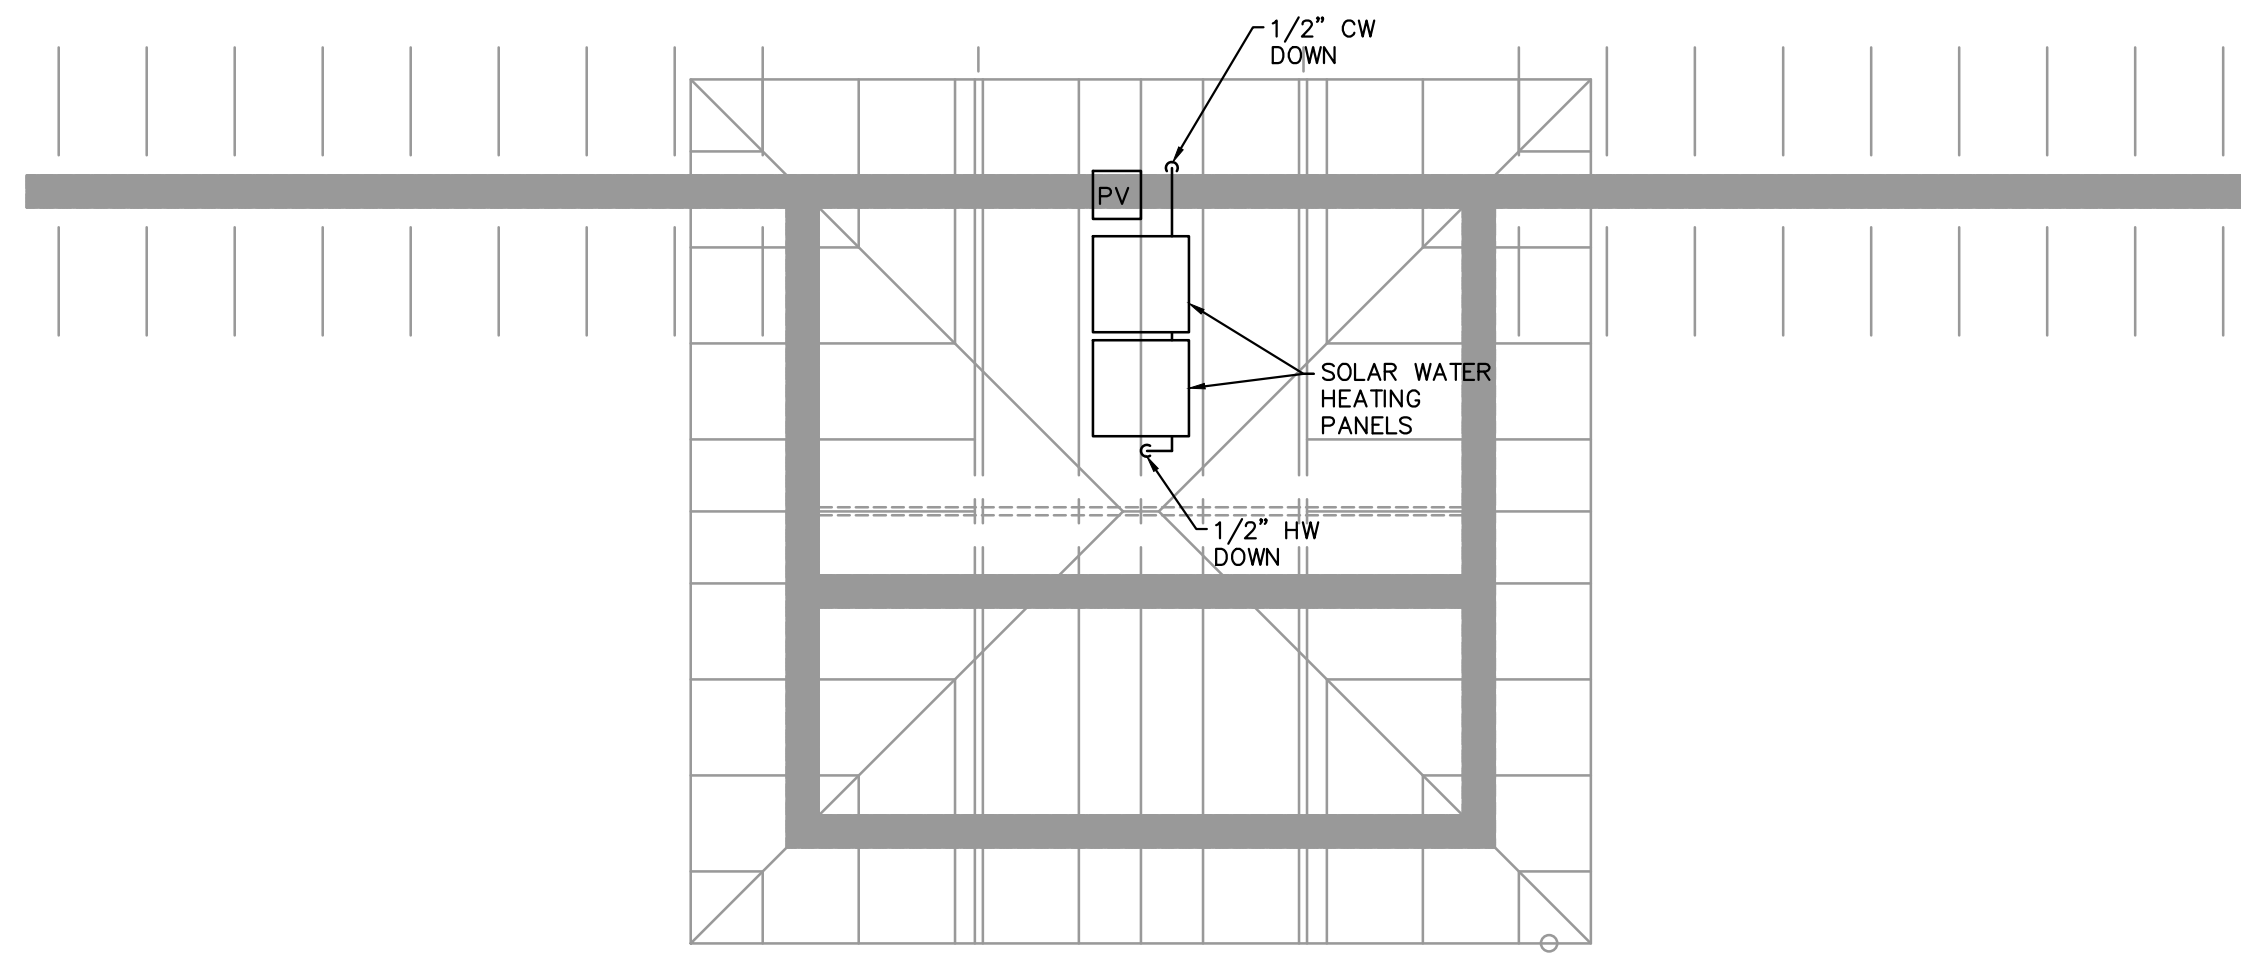 1/2" CW
DOWN
PV
SOLAR WATER
HEATING
PANELS
1/2" HW
DOWN